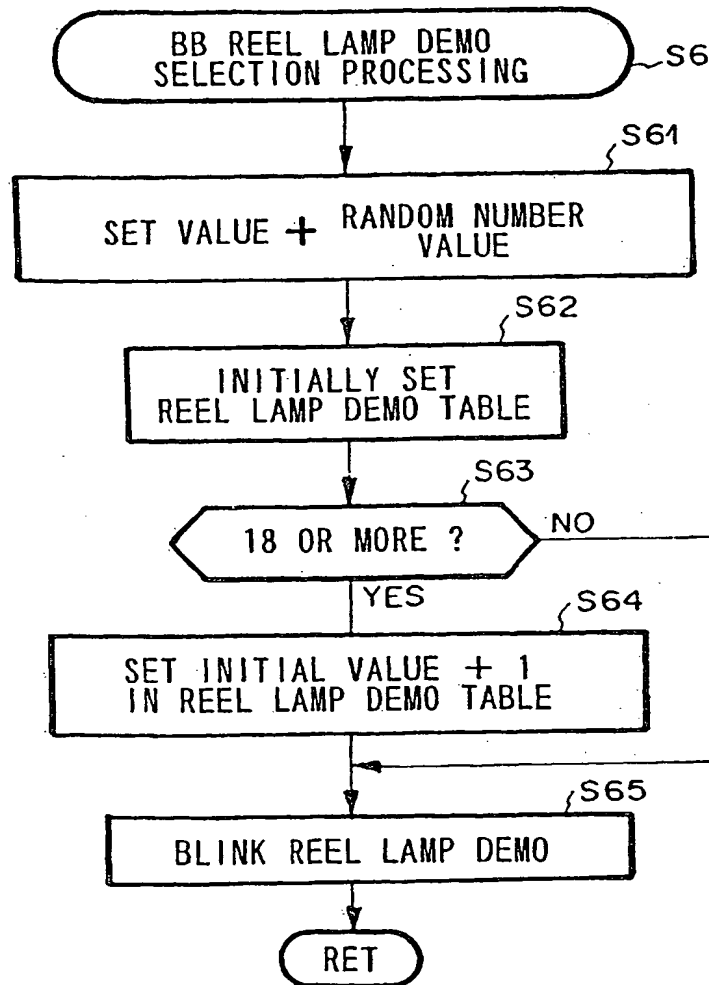 BB REEL LAMP DEMO
SELECTION PROCESSING
S6
S61
SET VALUE + RANDOM NUMBER
VALUE
S62
INITIALLY SET
REEL LAMP DEMO TABLE
S63
18 OR MORE ?
NO
YES
S64
SET INITIAL VALUE + 1
IN REEL LAMP DEMO TABLE
S65
BLINK REEL LAMP DEMO
RET